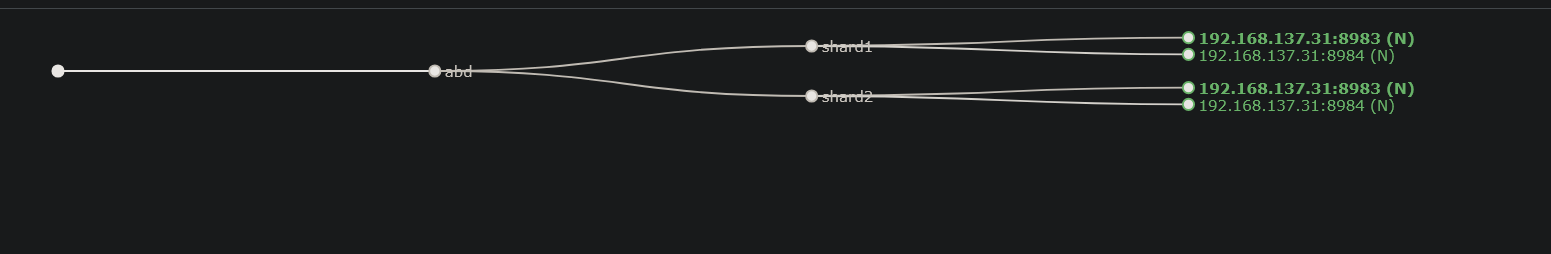 abd
shard1
192.168.137.31:8983 (N)
192.168.137.31:8984 (N)
shard2
192.168.137.31:8983 (N)
192.168.137.31:8984 (N)